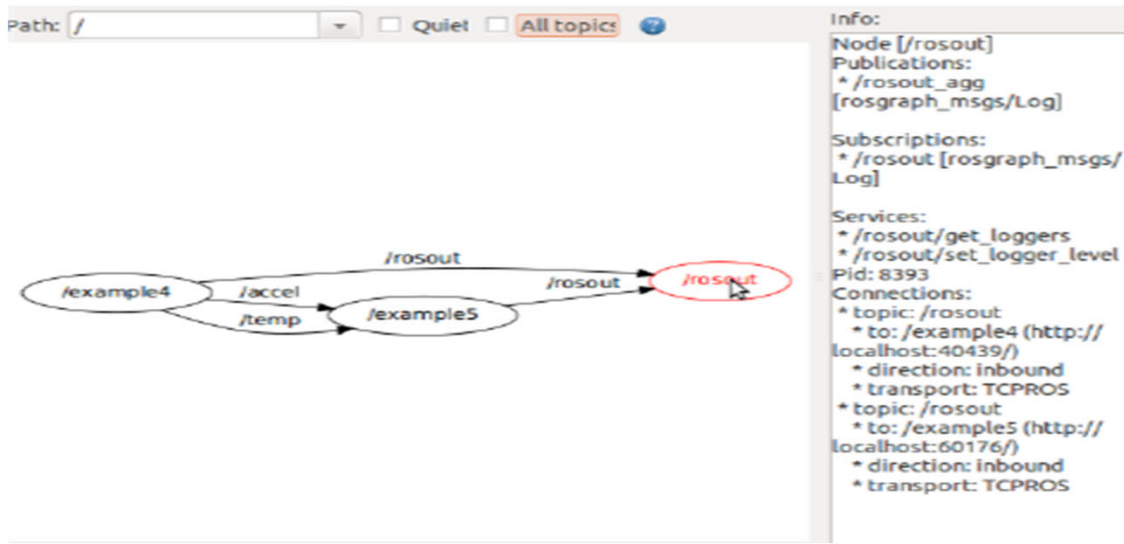 Path: / Quiet All topics
/rosout
/example4
/accel
/temp
/example5
/rosout
/rosout
Info:
Node [/rosout]
Publications:
* /rosout_agg
[rosgraph_msgs/Log]
Subscriptions:
* /rosout [rosgraph_msgs/
Log]
Services:
* /rosout/get_loggers
* /rosout/set_logger_level
Pid: 8393
Connections:
* topic: /rosout
* to: /example4 (http://
localhost:40439/)
* direction: inbound
* transport: TCPROS
* topic: /rosout
* to: /example5 (http://
localhost:60176/)
* direction: inbound
* transport: TCPROS